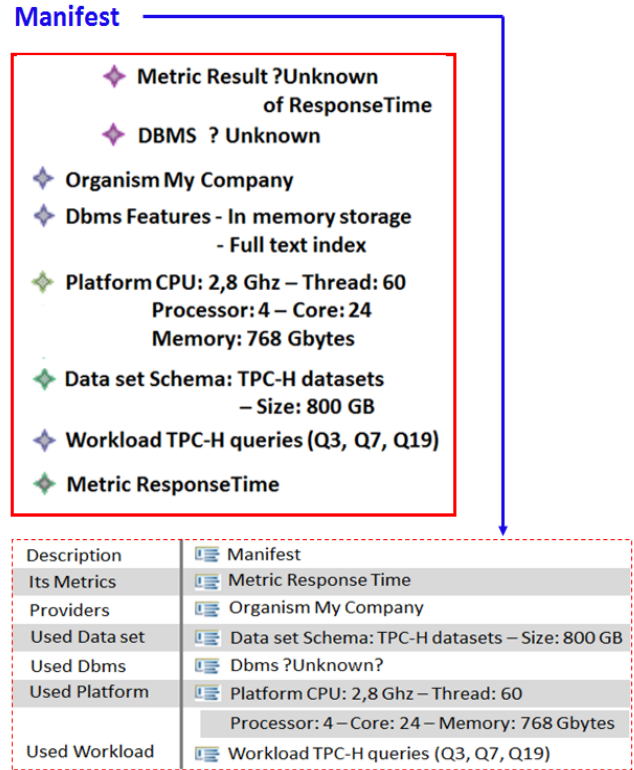 Manifest
Metric Result ?Unknown
of ResponseTime
DBMS ? Unknown
Organism My Company
Dbms Features - In memory storage
- Full text index
Platform CPU: 2,8 Ghz – Thread: 60
Processor: 4 – Core: 24
Memory: 768 Gbytes
Data set Schema: TPC-H datasets
– Size: 800 GB
Workload TPC-H queries (Q3, Q7, Q19)
Metric ResponseTime
Description Manifest
Its Metrics Metric Response Time
Providers Organism My Company
Used Data set Data set Schema: TPC-H datasets – Size: 800 GB
Used Dbms Dbms ?Unknown?
Used Platform Platform CPU: 2,8 Ghz – Thread: 60
Processor: 4 – Core: 24 – Memory: 768 Gbytes
Used Workload Workload TPC-H queries (Q3, Q7, Q19)